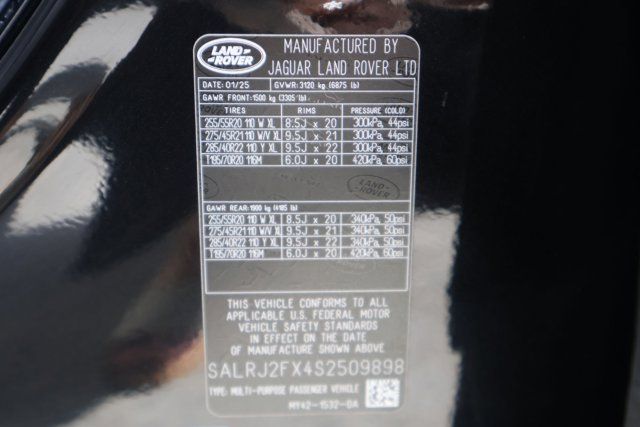 LAND ROVER
MANUFACTURED BY
JAGUAR LAND ROVER LTD
DATE: 01/25 GVWR: 3120 kg (6875 lb)
GAWR FRONT: 1500 kg (3305 lb)
TIRES RIMS PRESSURE (COLD)
255/55R20 110 W XL 8.5J x 20 300kPa, 44psi
275/45R21 110 W/V XL 9.5J x 21 300kPa, 44psi
285/40R22 110 Y XL 9.5J x 22 300kPa, 44psi
T195/70R20 116M 6.0J x 20 420kPa, 60psi
LAND ROVER
GAWR REAR: 1900 kg (4185 lb)
255/55R20 110 W XL 8.5J x 20 340kPa, 50psi
275/45R21 110 W/V XL 9.5J x 21 340kPa, 50psi
285/40R22 110 Y XL 9.5J x 22 340kPa, 50psi
T195/70R20 116M 6.0J x 20 420kPa, 60psi
THIS VEHICLE CONFORMS TO ALL
APPLICABLE U.S. FEDERAL MOTOR
VEHICLE SAFETY STANDARDS
IN EFFECT ON THE DATE
OF MANUFACTURE SHOWN ABOVE
SALRJ2FX4S2509898
TYPE: MULTI-PURPOSE PASSENGER VEHICLE
MY42-1532-DA